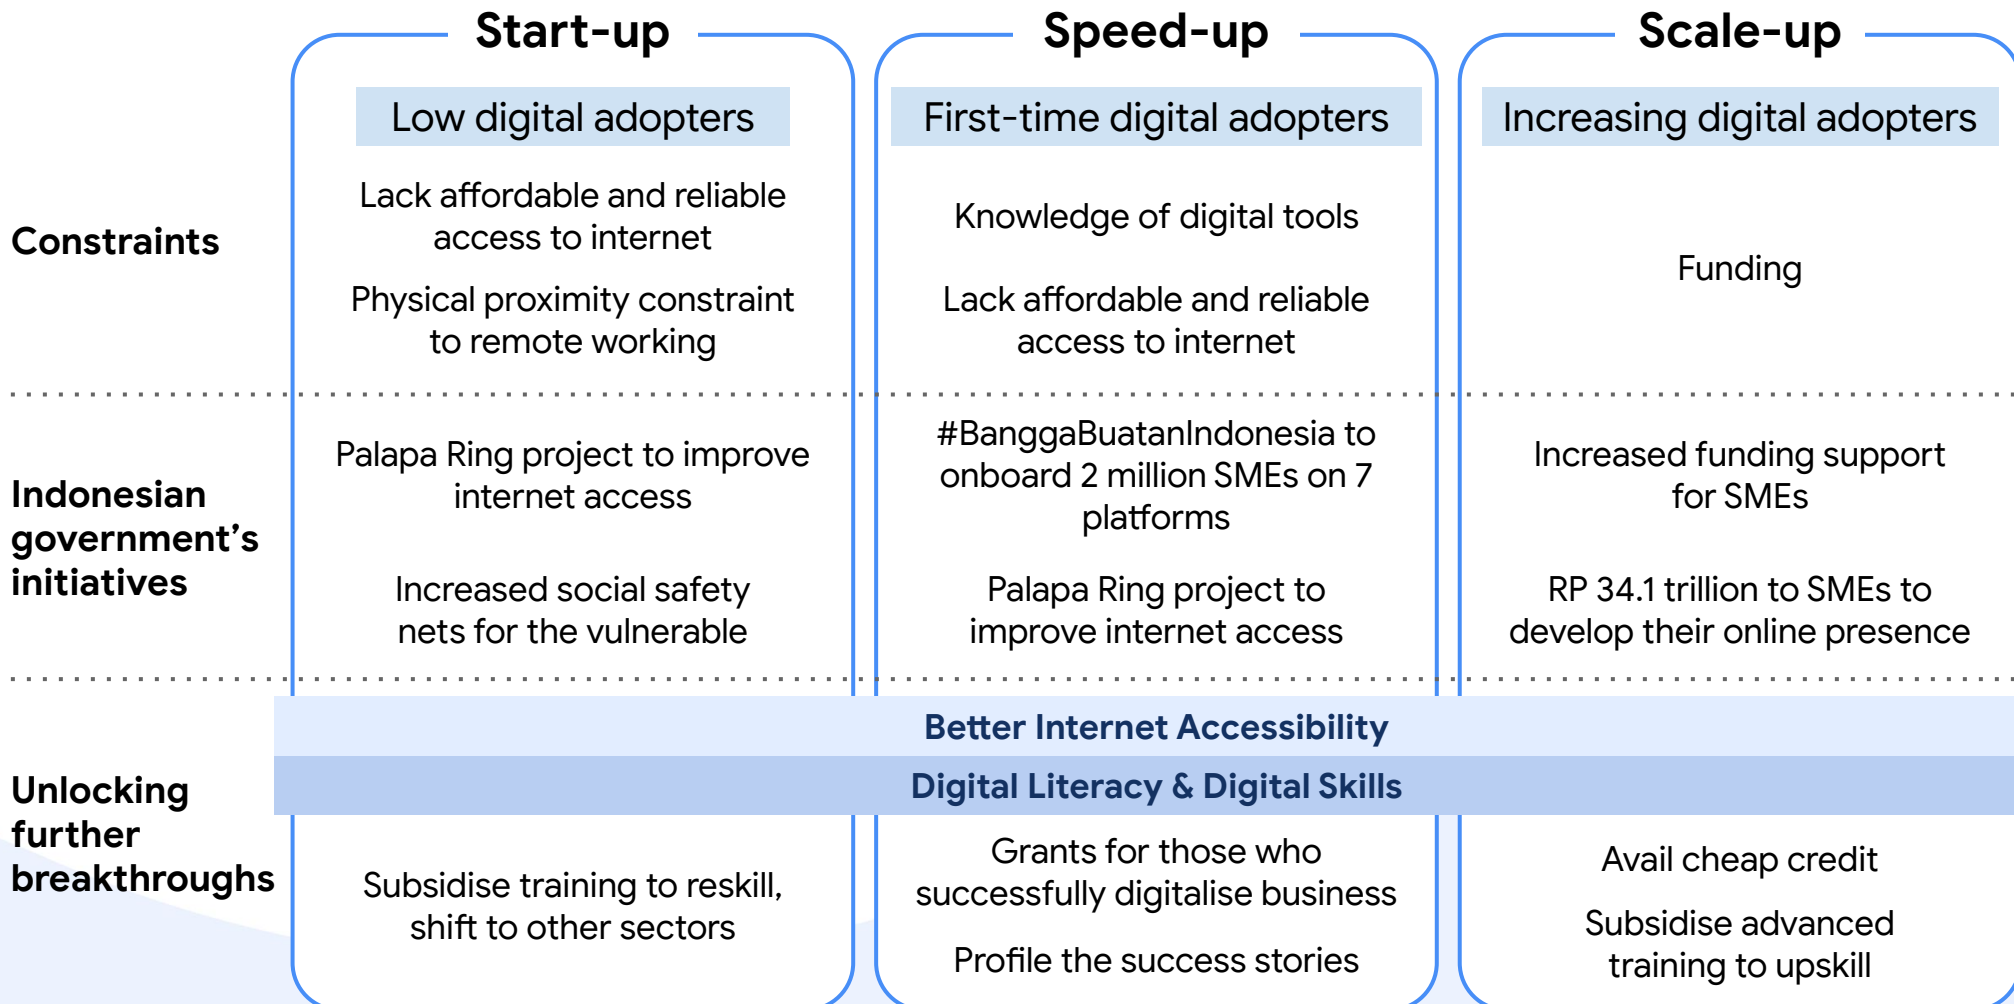 Start-up
Speed-up
Scale-up
Low digital adopters
First-time digital adopters
Increasing digital adopters
Constraints
Lack affordable and reliable
access to internet
Physical proximity constraint
to remote working
Knowledge of digital tools
Lack affordable and reliable
access to internet
Funding
Indonesian
government’s
initiatives
Palapa Ring project to improve
internet access
Increased social safety
nets for the vulnerable
#BanggaBuatanIndonesia to
onboard 2 million SMEs on 7
platforms
Palapa Ring project to
improve internet access
Increased funding support
for SMEs
RP 34.1 trillion to SMEs to
develop their online presence
Unlocking
further
breakthroughs
Better Internet Accessibility
Digital Literacy & Digital Skills
Subsidise training to reskill,
shift to other sectors
Grants for those who
successfully digitalise business
Profile the success stories
Avail cheap credit
Subsidise advanced
training to upskill